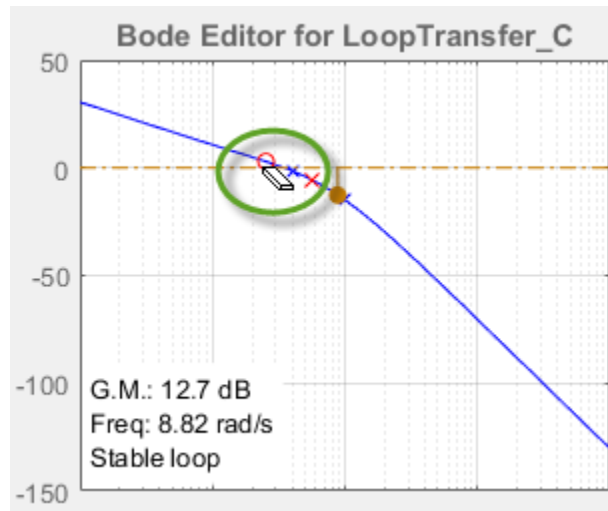 Bode Editor for LoopTransfer_C
50
0
-50
-100
-150
G.M.: 12.7 dB
Freq: 8.82 rad/s
Stable loop